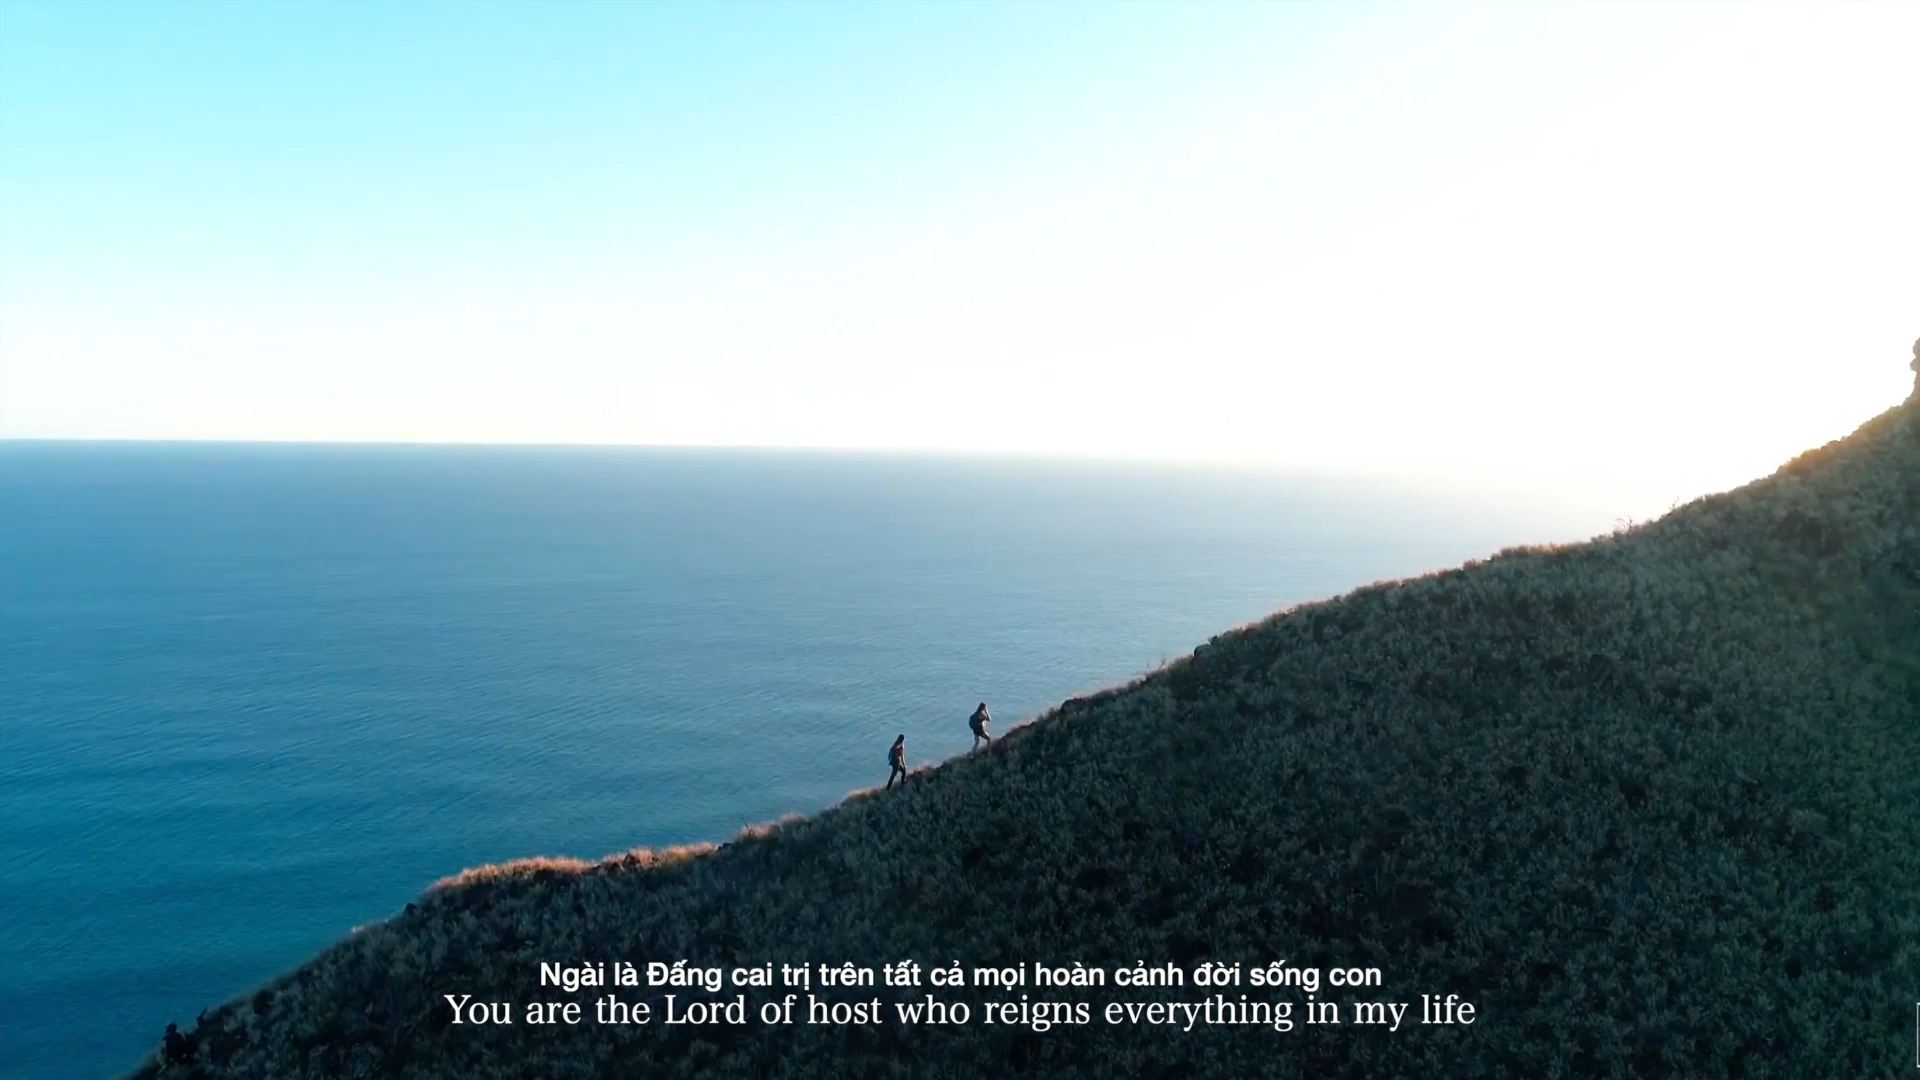 Ngài là Đấng cai trị trên tất cả mọi hoàn cảnh đời sống con
You are the Lord of host who reigns everything in my life